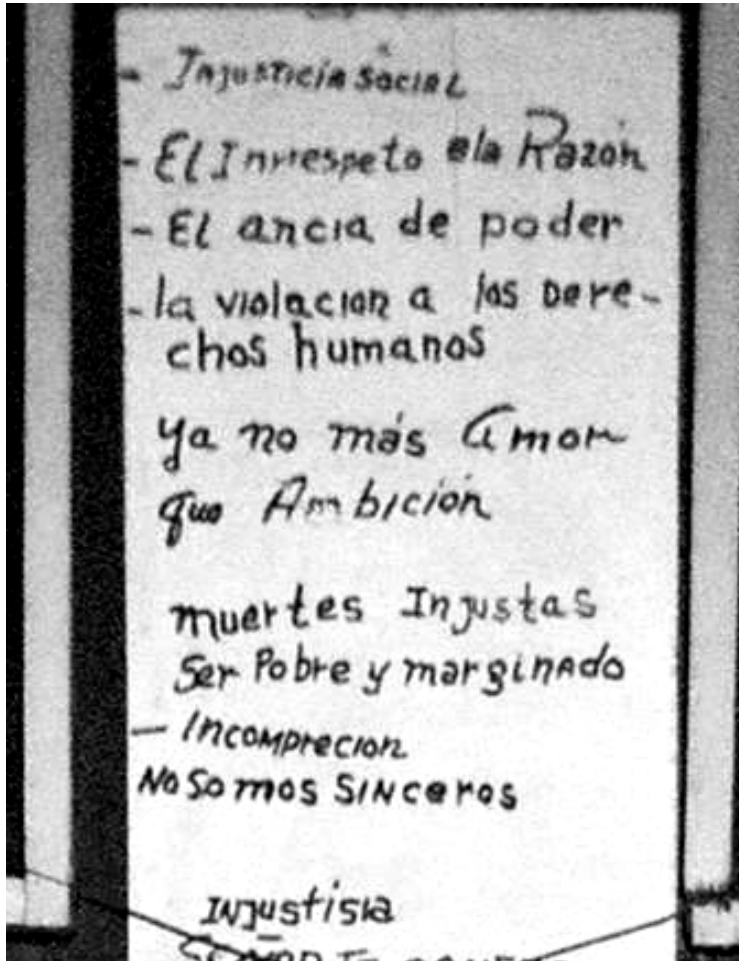 - Injusticia social
- El Inrrespeto a la Razón
- El ancia de poder
- la violacion a los Dere-
chos humanos
ya no más Amor
que Ambición
muertes Injustas
Ser Pobre y marginado
- Incomprecion
No Somos Sinceros
Injustisia